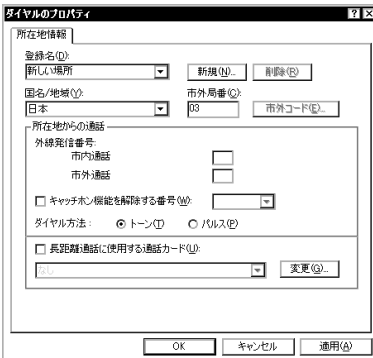 ダイヤルのプロパティ
所在地情報
登録名(D):
新しい場所 新規(N)... 削除(R)
国名/地域(Y): 市外局番(C):
日本 03 市外コード(E)...
所在地からの通話
外線発信番号:
市内通話
市外通話
キャッチホン機能を解除する番号(W):
ダイヤル方法: トーン(T) パルス(P)
長距離通話に使用する通話カード(L):
なし 変更(G)...
OK キャンセル 適用(A)